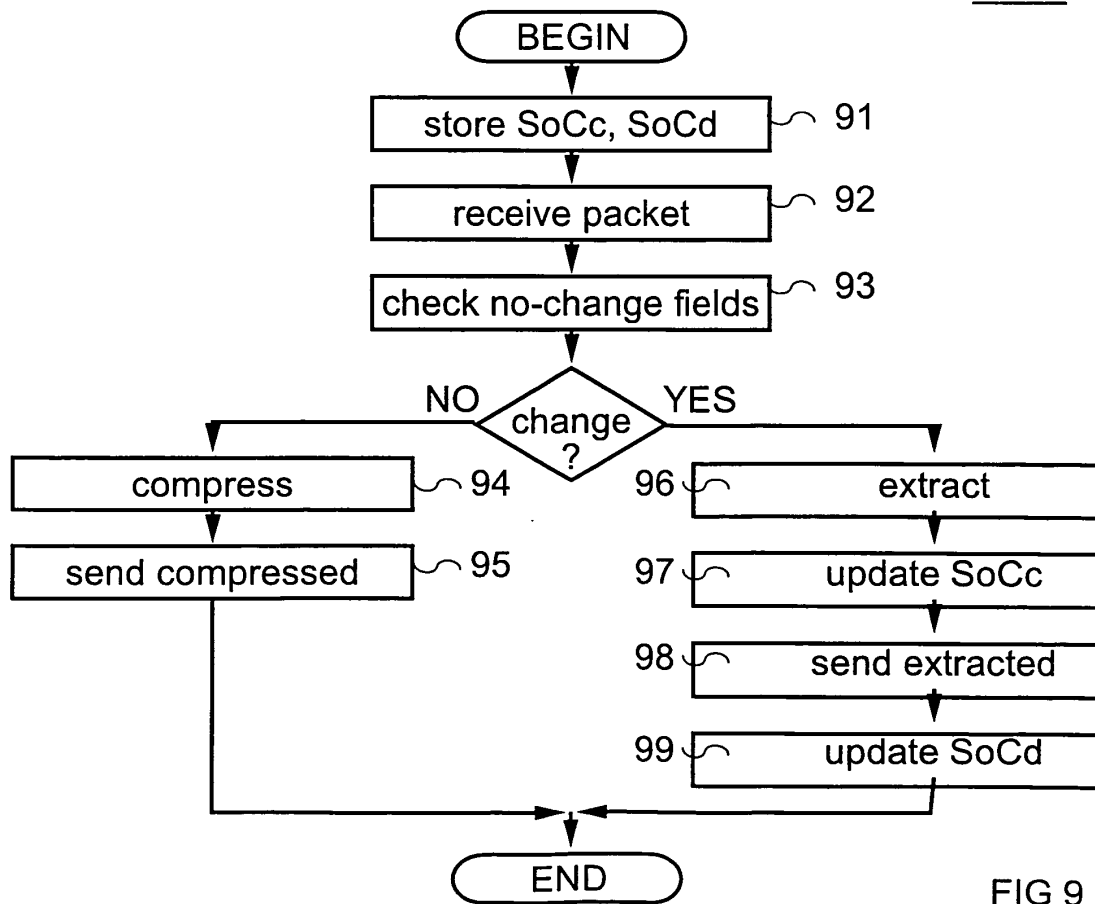 BEGIN
store SoCc, SoCd 91
receive packet 92
check no-change fields 93
NO YES
change
?
compress 94 96 extract
send compressed 95 97 update SoCc
98 send extracted
99 update SoCd
END
FIG 9